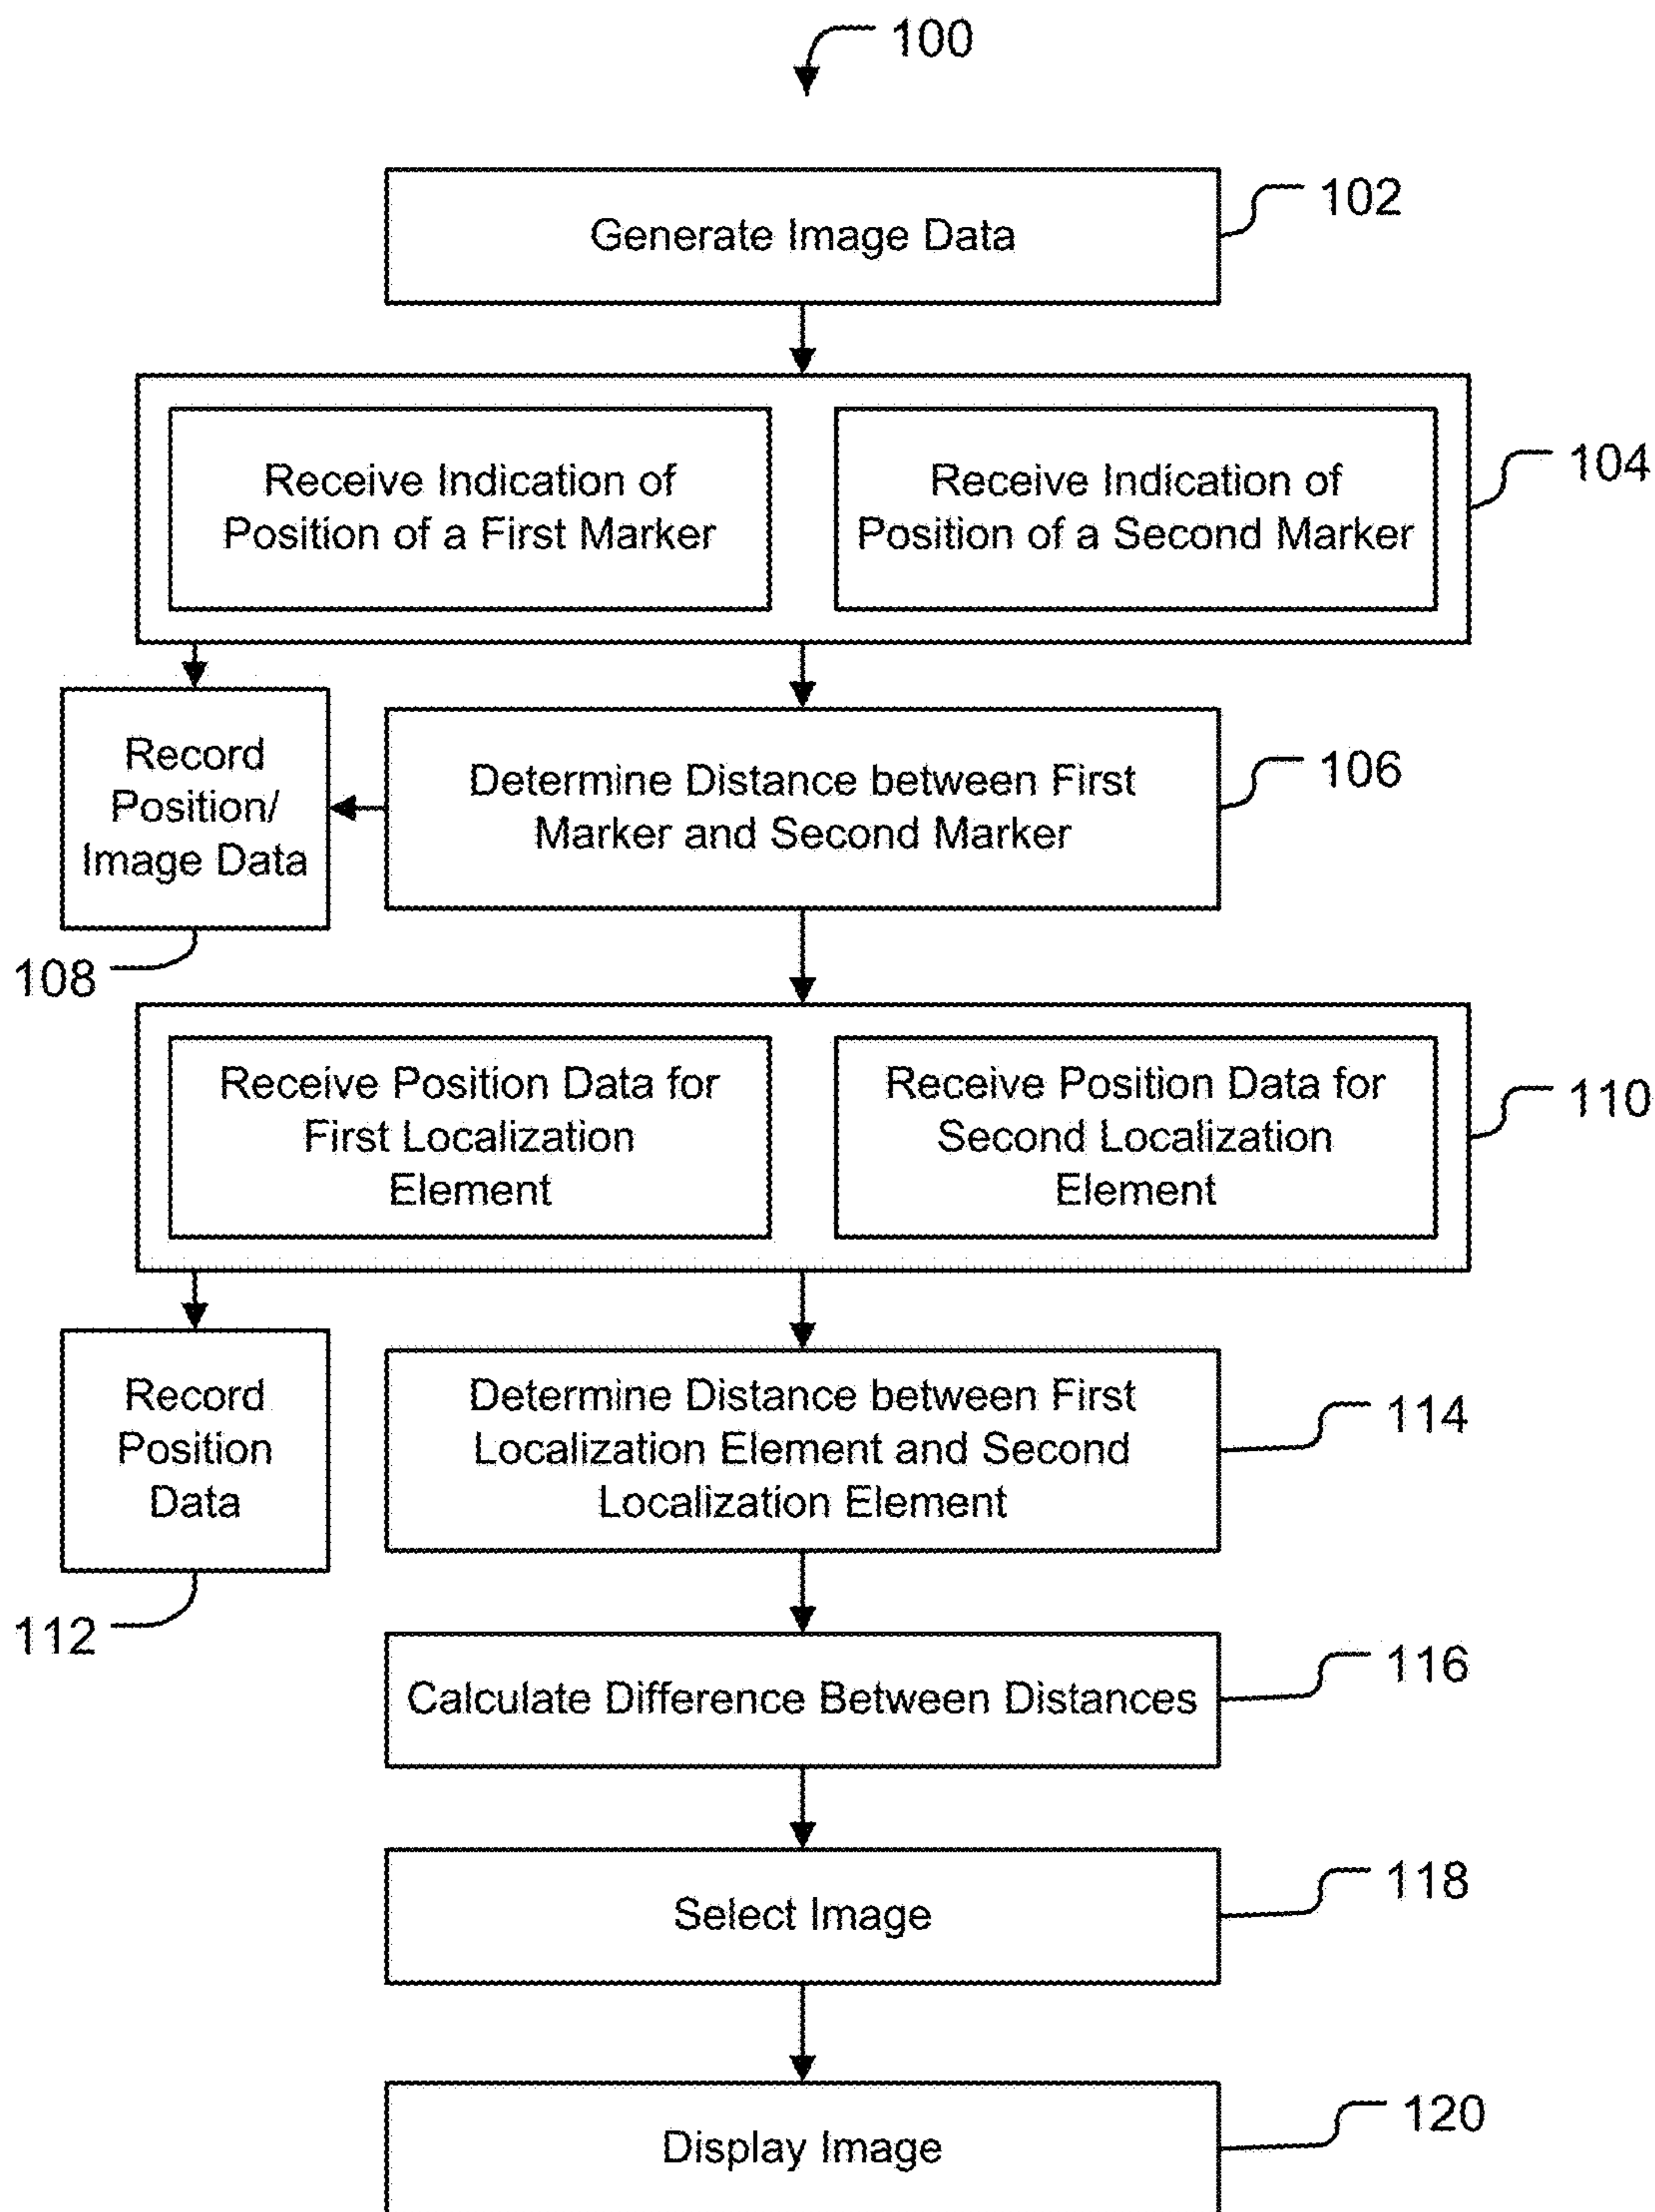 100
Generate Image Data
102
Receive Indication of
Position of a First Marker
Receive Indication of
Position of a Second Marker
104
Record
Position/
Image Data
108
Determine Distance between First
Marker and Second Marker
106
Receive Position Data for
First Localization
Element
Receive Position Data for
Second Localization
Element
110
Record
Position
Data
112
Determine Distance between First
Localization Element and Second
Localization Element
114
Calculate Difference Between Distances
116
Select Image
118
Display Image
120